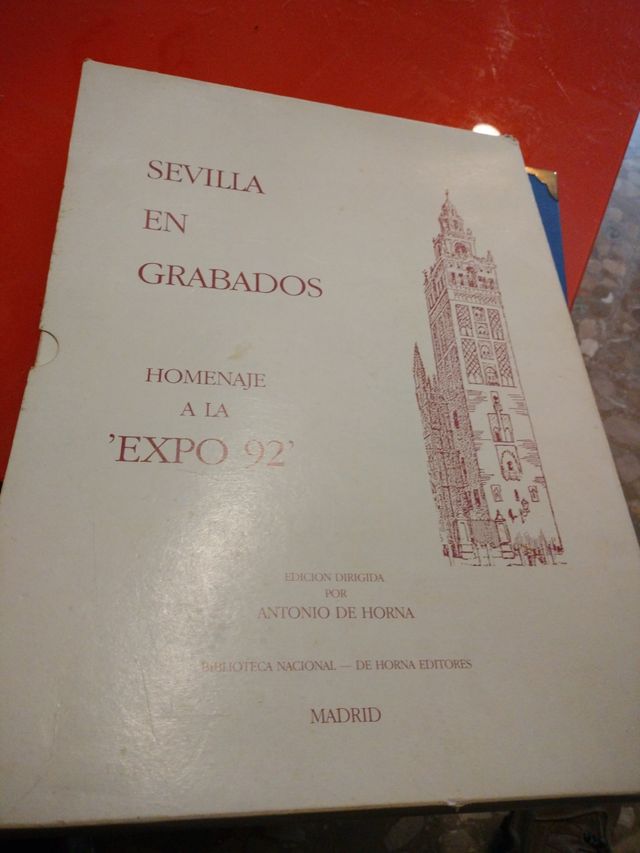 SEVILLA
EN
GRABADOS
HOMENAJE
A LA
'EXPO 92'
EDICION DIRIGIDA
POR
ANTONIO DE HORNA
BIBLIOTECA NACIONAL — DE HORNA EDITORES
MADRID